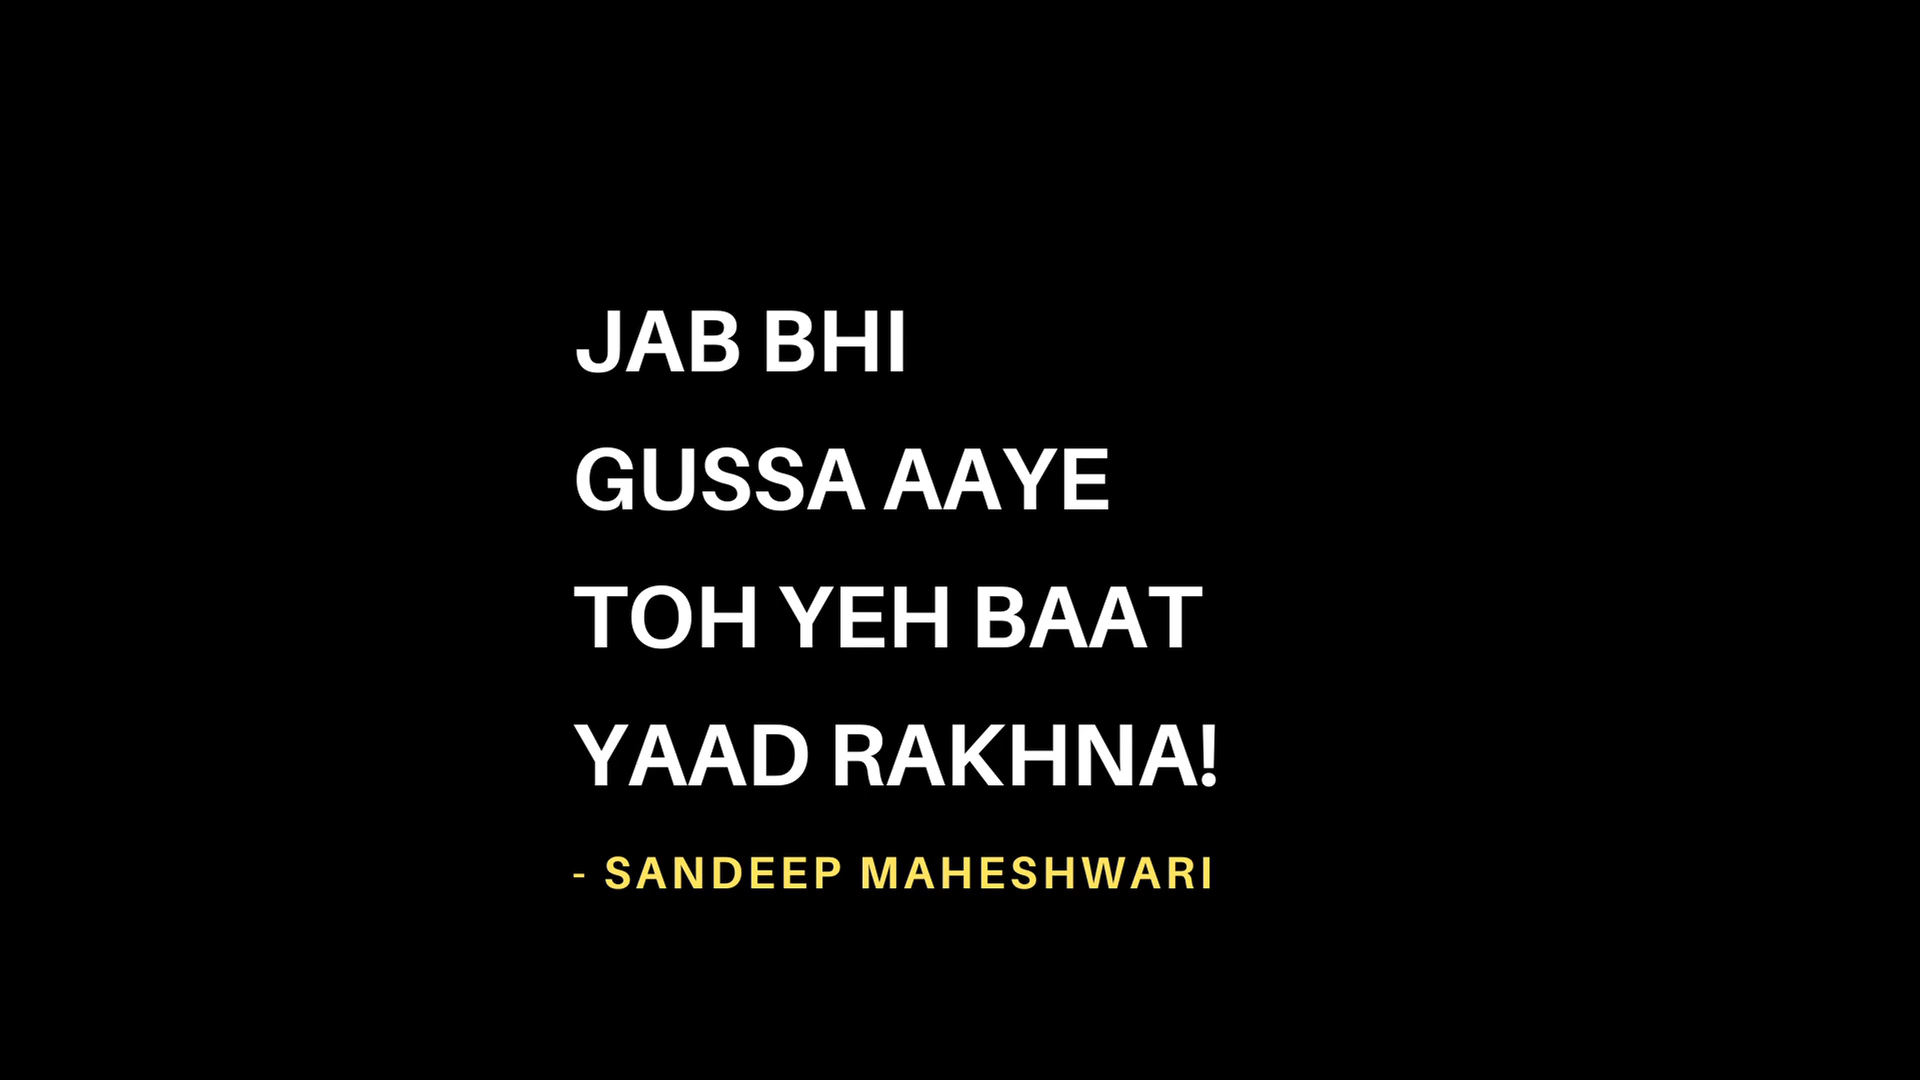 JAB BHI
GUSSA AAYE
TOH YEH BAAT
YAAD RAKHNA!
- SANDEEP MAHESHWARI